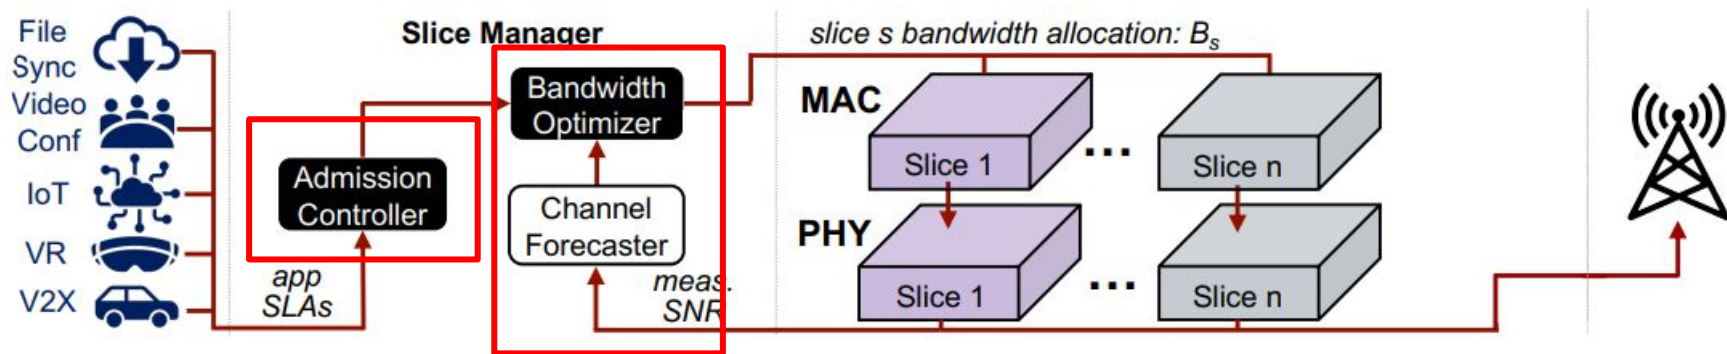 File
Sync
Video
Conf
IoT
VR
V2X
Slice Manager
Admission
Controller
app
SLAs
Bandwidth
Optimizer
Channel
Forecaster
meas.
SNR
slice s bandwidth allocation: Bₛ
MAC
Slice 1
...
Slice n
PHY
Slice 1
...
Slice n